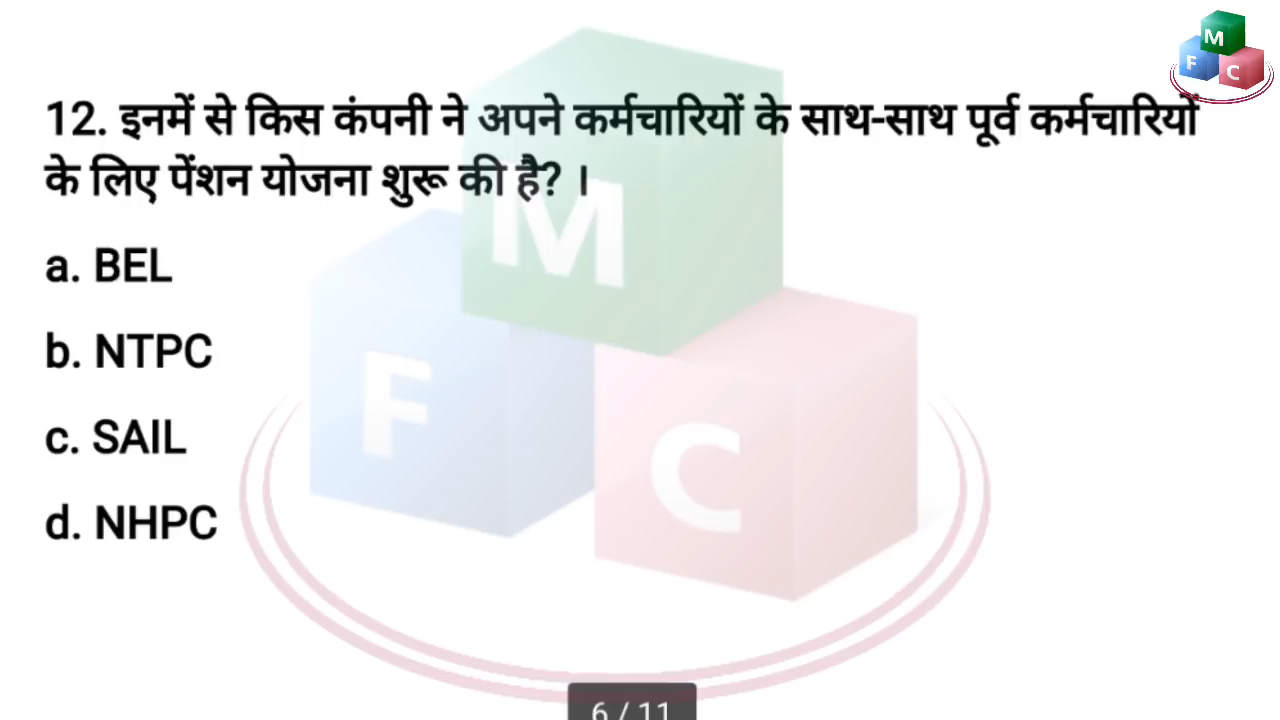 M
F
C
12. इनमें से किस कंपनी ने अपने कर्मचारियों के साथ-साथ पूर्व कर्मचारियों
के लिए पेंशन योजना शुरू की है? ।
a. BEL
b. NTPC
c. SAIL
d. NHPC
M
F
C
6 / 11